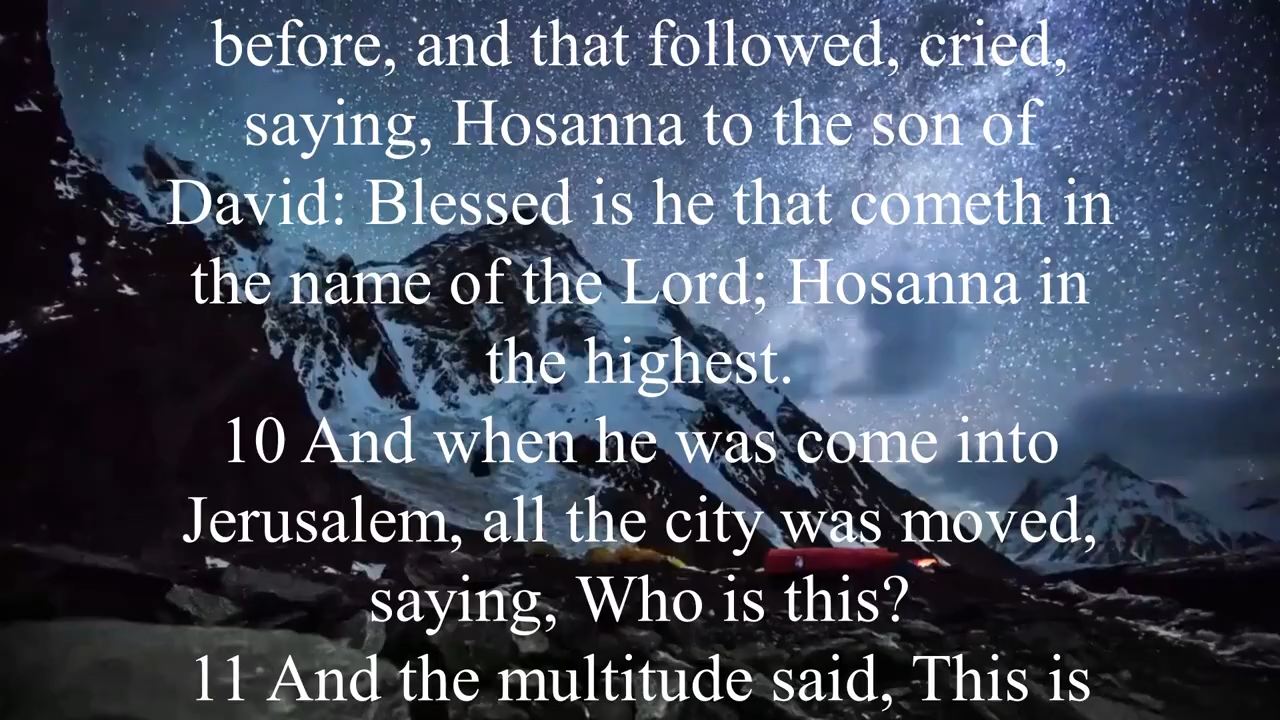 before, and that followed, cried,
saying, Hosanna to the son of
David: Blessed is he that cometh in
the name of the Lord; Hosanna in
the highest.
10 And when he was come into
Jerusalem, all the city was moved,
saying, Who is this?
11 And the multitude said, This is